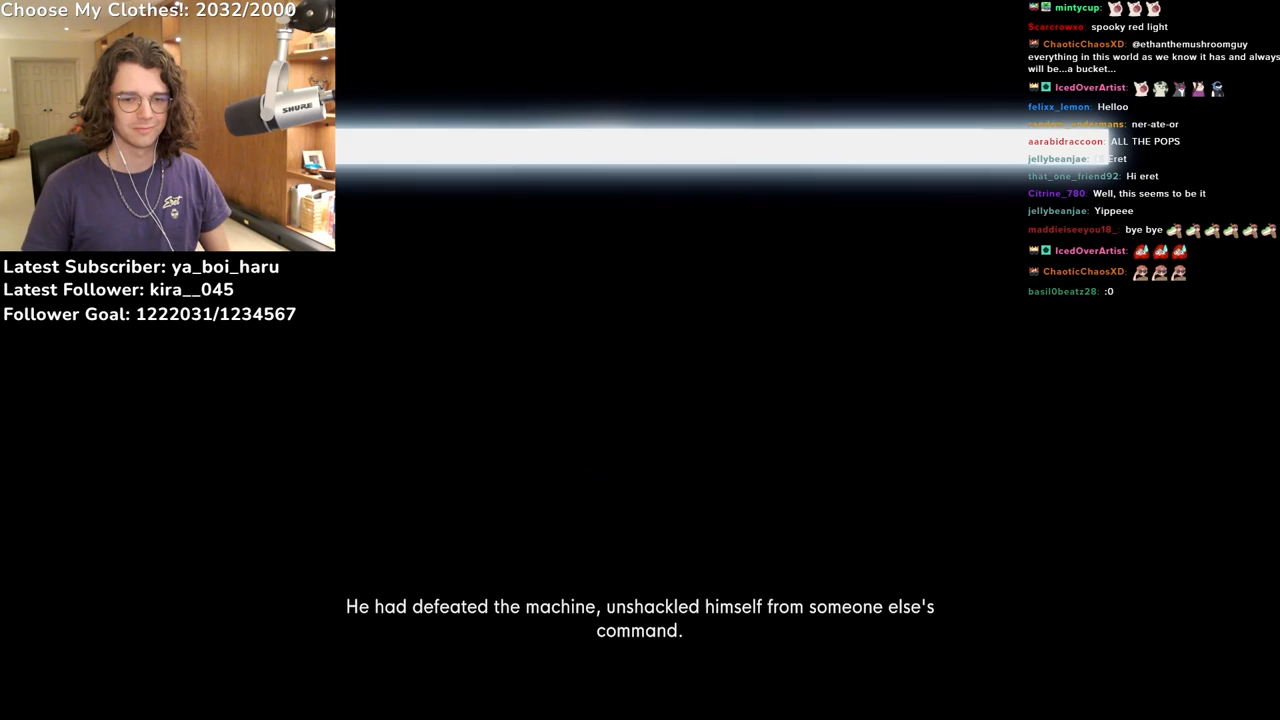 Choose My Clothes!: 2032/2000
SHURE
Eret
Latest Subscriber: ya_boi_haru
Latest Follower: kira__045
Follower Goal: 1222031/1234567
mintycup:
Scarcrowxo: spooky red light
ChaoticChaosXD: @ethanthemushroomguy
everything in this world as we know it has and always
will be...a bucket...
IcedOverArtist:
felixx_lemon: Helloo
ner-ate-or
aarabidraccoon: ALL THE POPS
jellybeanjae: Eret
that_one_friend92: Hi eret
Citrine_780: Well, this seems to be it
jellybeanjae: Yippeee
maddieiseeyou18_: bye bye
IcedOverArtist:
ChaoticChaosXD:
basil0beatz28: :0
He had defeated the machine, unshackled himself from someone else's
command.